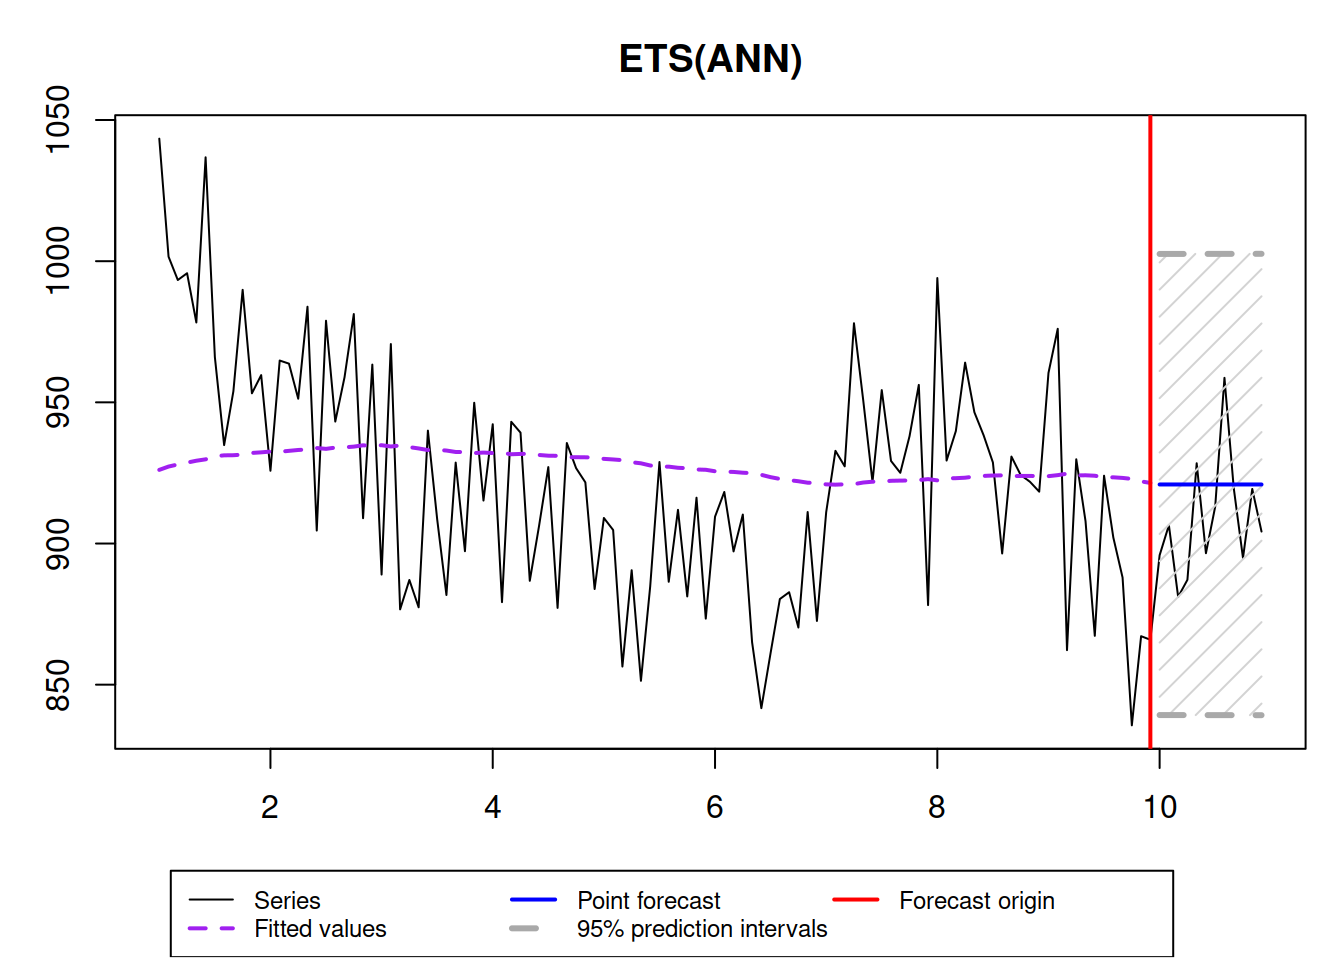 ETS(ANN)
1050
1000
950
900
850
2 4 6 8 10
Series Point forecast Forecast origin
Fitted values 95% prediction intervals